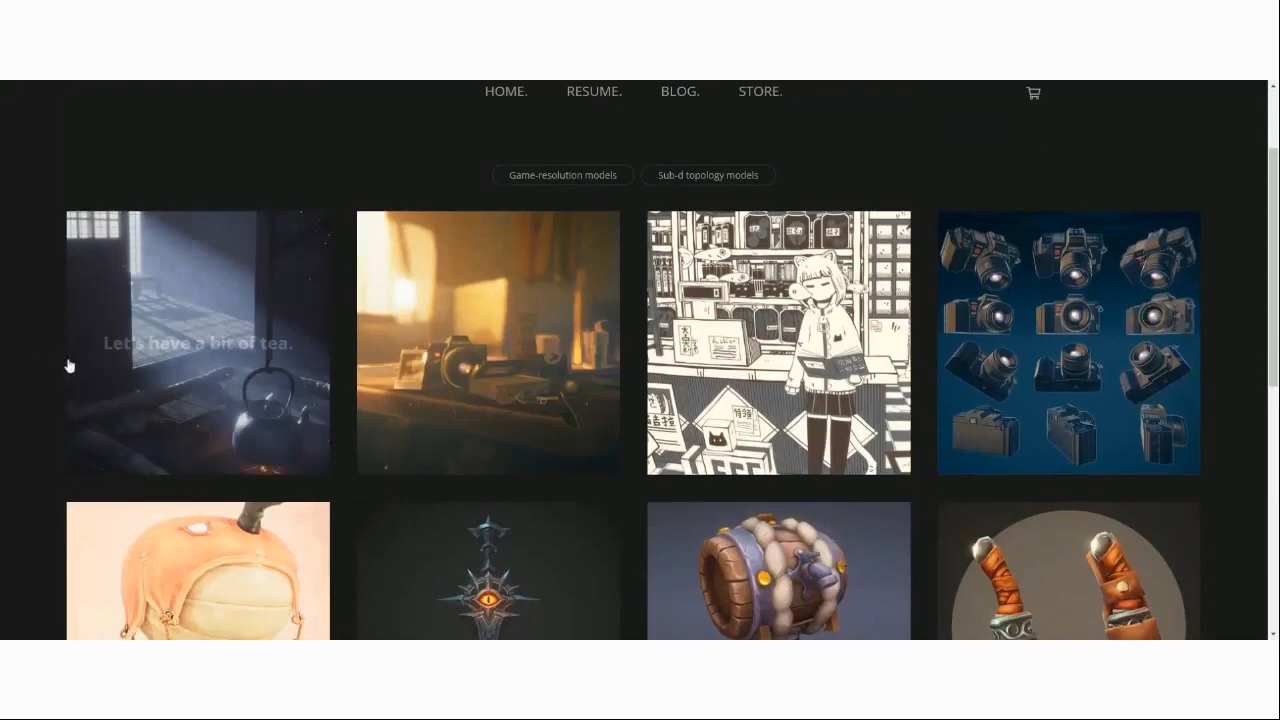 HOME. RESUME. BLOG. STORE.
Game-resolution models Sub-d topology models
Let's have a bit of tea.